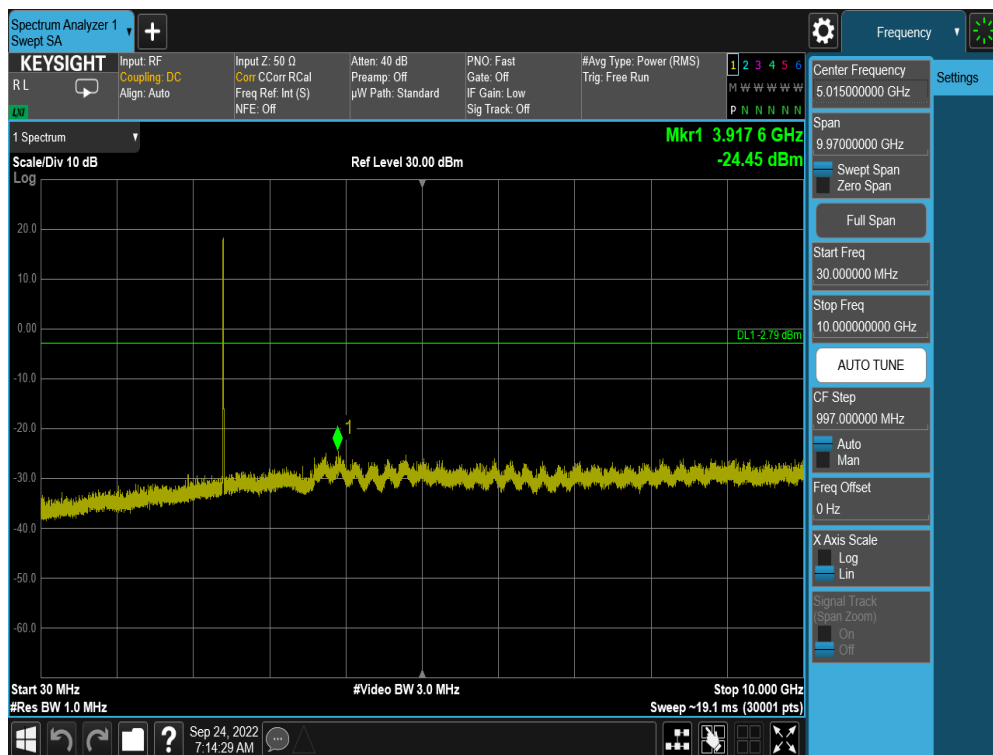 Spectrum Analyzer 1
Swept SA
+
Frequency
KEYSIGHT
R L
LXI
Input: RF
Coupling: DC
Align: Auto
Input Z: 50 Ω
Corr CCorr RCal
Freq Ref: Int (S)
NFE: Off
Atten: 40 dB
Preamp: Off
µW Path: Standard
PNO: Fast
Gate: Off
IF Gain: Low
Sig Track: Off
#Avg Type: Power (RMS)
Trig: Free Run
1 2 3 4 5 6
M W W W W W
P N N N N N
1 Spectrum
Scale/Div 10 dB
Log
Ref Level 30.00 dBm
Mkr1 3.917 6 GHz
-24.45 dBm
20.0
10.0
0.00
DL1 -2.79 dBm
-10.0
-20.0
1
-30.0
-40.0
-50.0
-60.0
Start 30 MHz
#Video BW 3.0 MHz
Stop 10.000 GHz
#Res BW 1.0 MHz
Sweep ~19.1 ms (30001 pts)
Center Frequency
5.015000000 GHz
Settings
Span
9.97000000 GHz
Swept Span
Zero Span
Full Span
Start Freq
30.000000 MHz
Stop Freq
10.000000000 GHz
AUTO TUNE
CF Step
997.000000 MHz
Auto
Man
Freq Offset
0 Hz
X Axis Scale
Log
Lin
Signal Track
(Span Zoom)
On
Off
?
Sep 24, 2022
7:14:29 AM